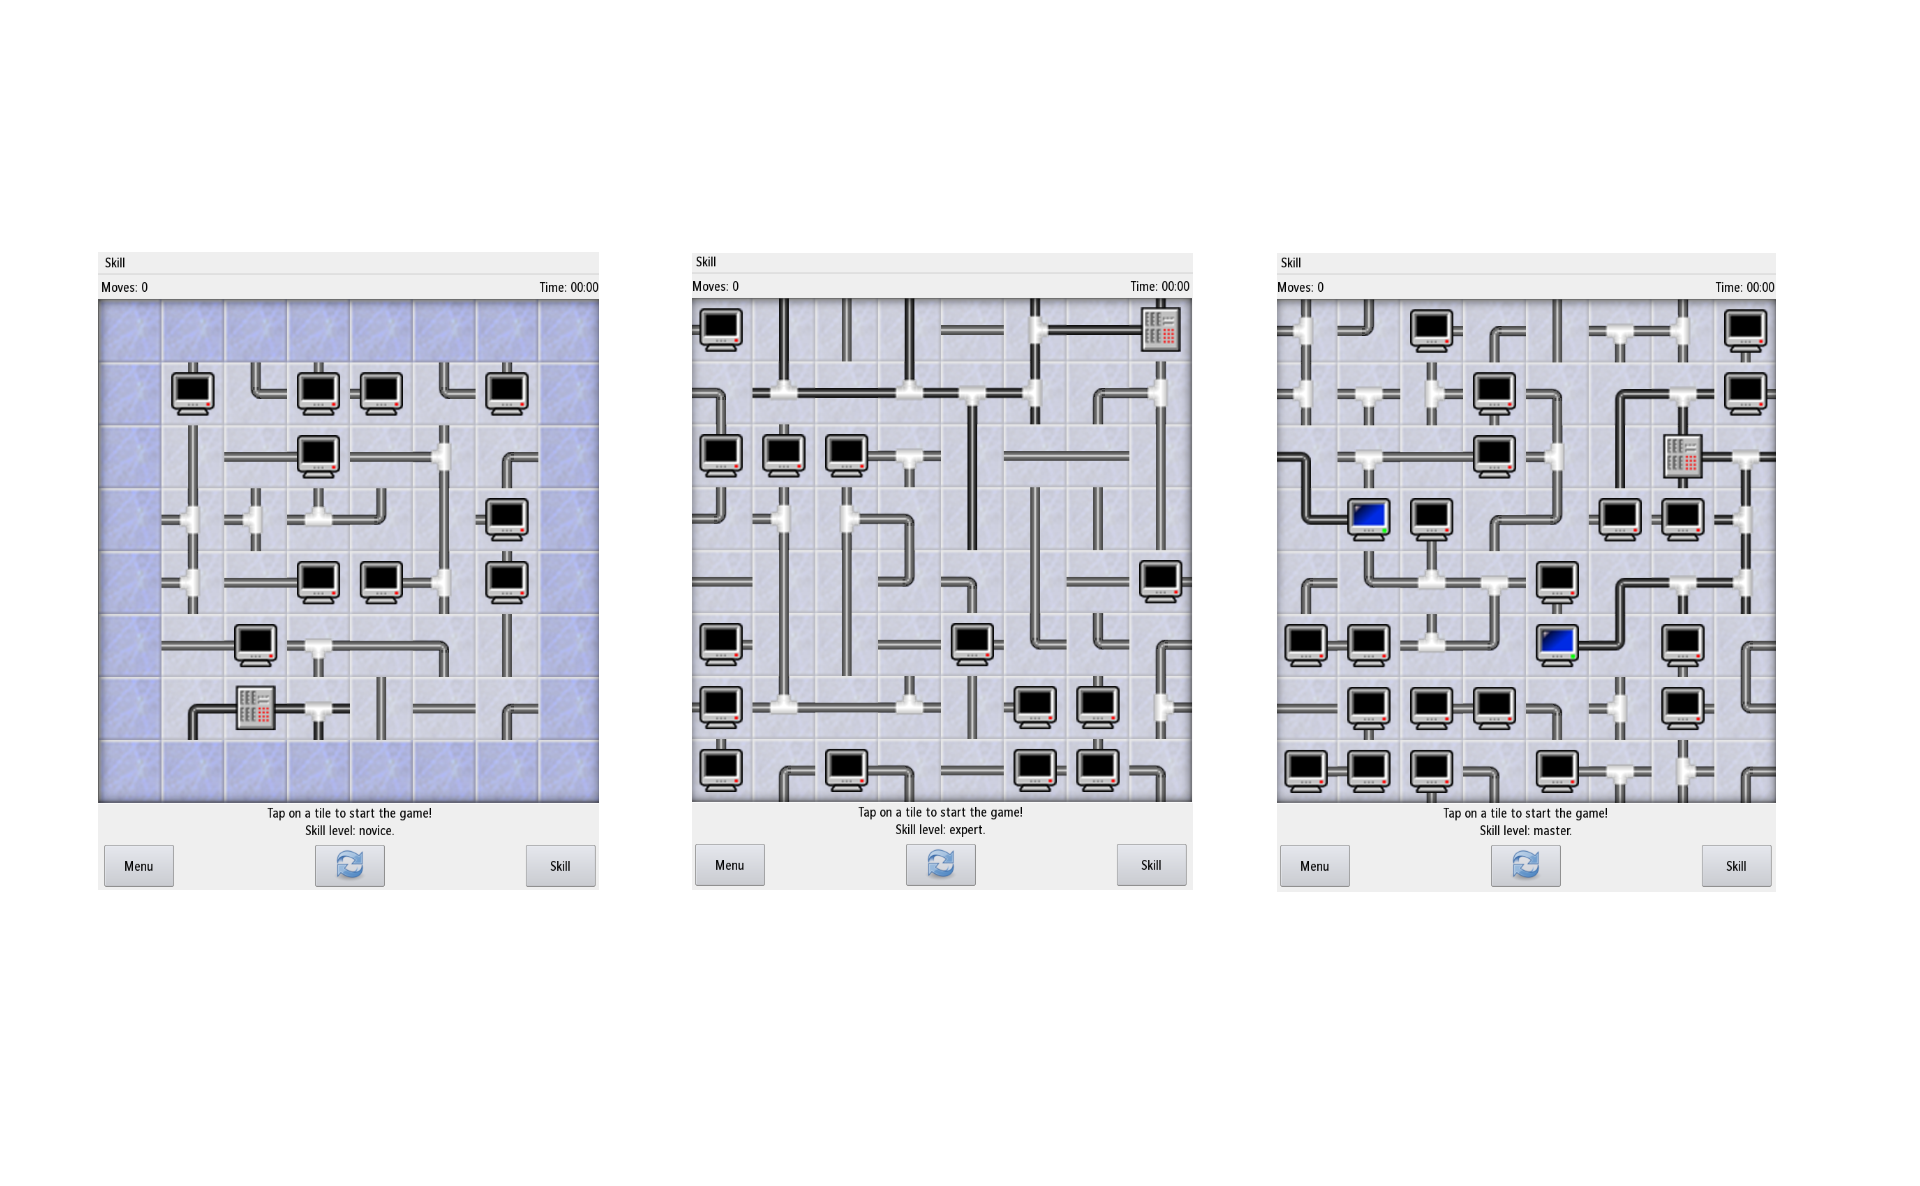 Skill
Moves: 0 Time: 00:00
Tap on a tile to start the game!
Skill level: novice.
Menu Skill
Skill
Moves: 0 Time: 00:00
Tap on a tile to start the game!
Skill level: expert.
Menu Skill
Skill
Moves: 0 Time: 00:00
Tap on a tile to start the game!
Skill level: master.
Menu Skill